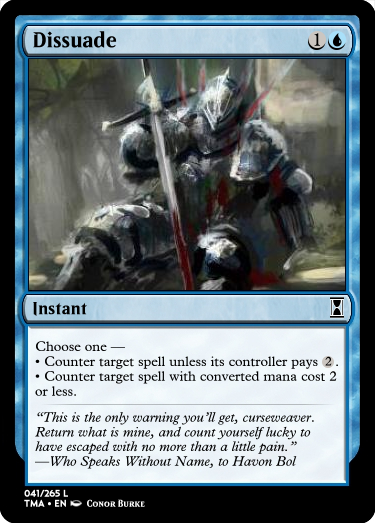 Dissuade 1
Instant
Choose one —
• Counter target spell unless its controller pays 2.
• Counter target spell with converted mana cost 2
or less.
“This is the only warning you’ll get, curseweaver.
Return what is mine, and count yourself lucky to
have escaped with no more than a little pain.”
—Who Speaks Without Name, to Havon Bol
041/265 L
TMA • EN Conor Burke